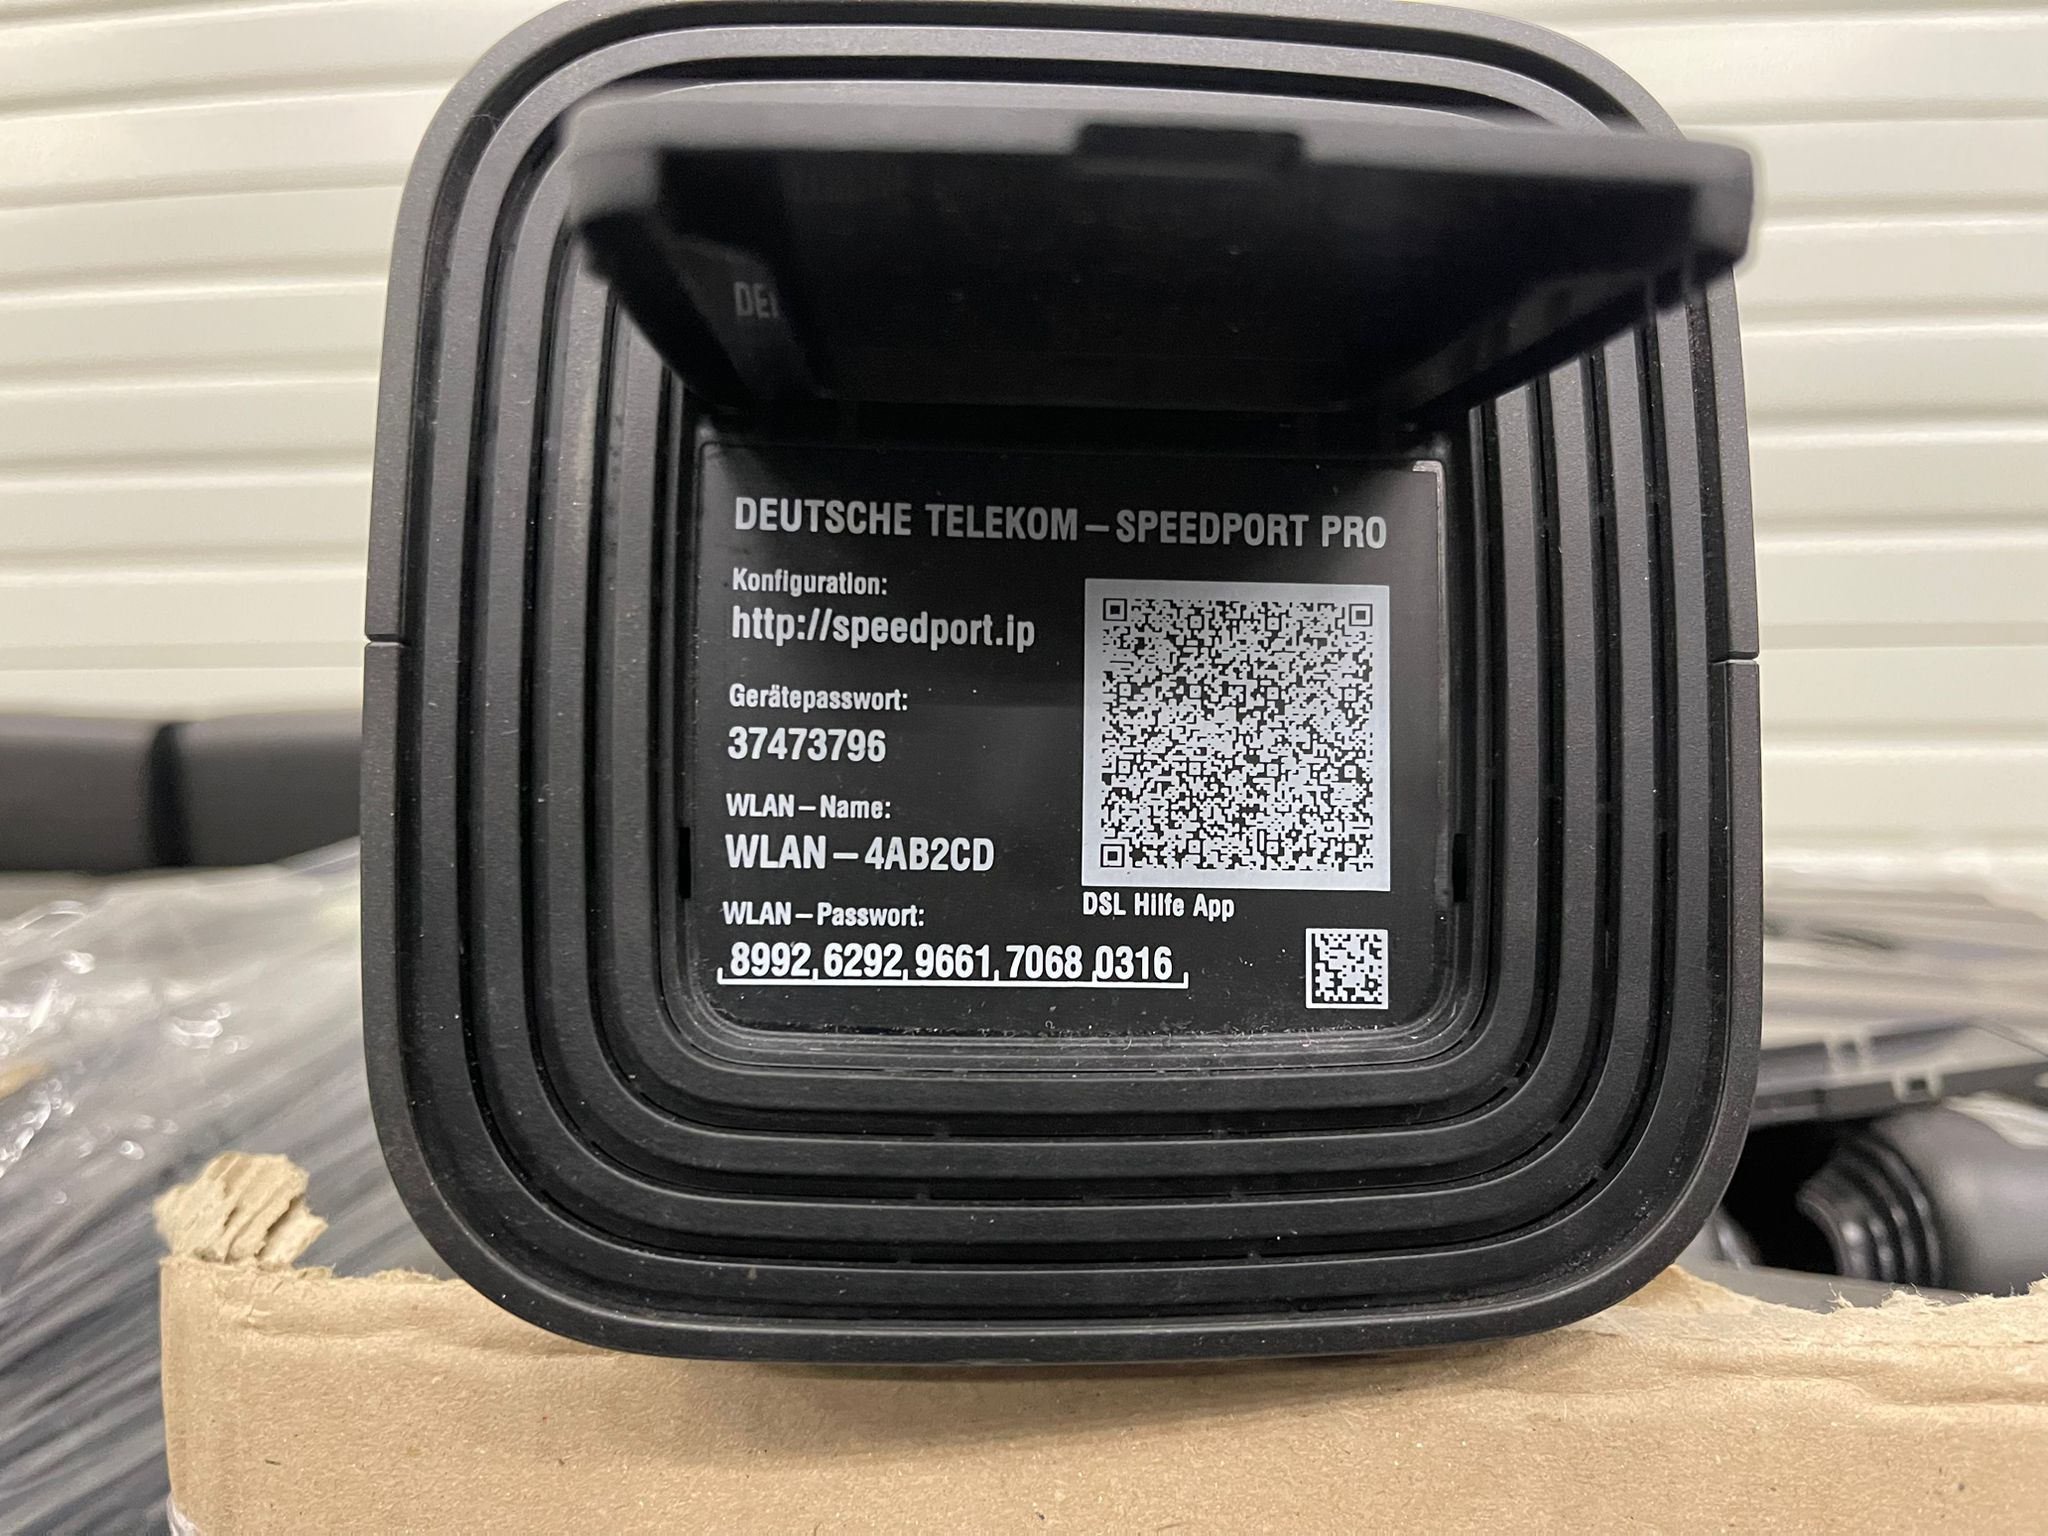 DEI
DEUTSCHE TELEKOM – SPEEDPORT PRO
Konfiguration:
http://speedport.ip
Gerätepasswort:
37473796
WLAN – Name:
WLAN – 4AB2CD
WLAN – Passwort:
8992 6292 9661 7068 0316
DSL Hilfe App